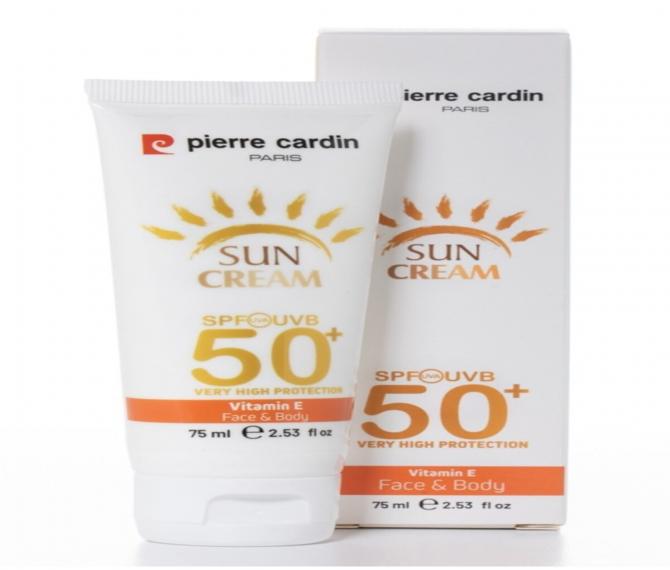 pierre cardin
PARIS
SUN
CREAM
SPF UVA UVB
50+
VERY HIGH PROTECTION
Vitamin E
Face & Body
75 ml ℮ 2.53 fl oz
ierre cardin
PARIS
SUN
CREAM
SPF UVA UVB
50+
VERY HIGH PROTECTION
Vitamin E
Face & Body
75 ml ℮ 2.53 fl oz